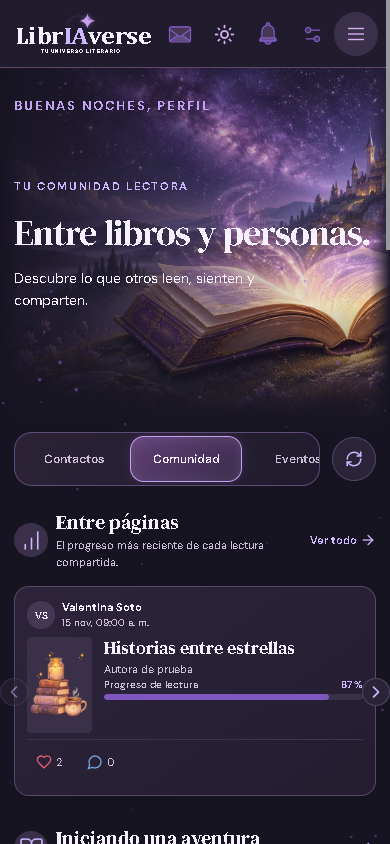 LibrIAverse
TU UNIVERSO LITERARIO
BUENAS NOCHES, PERFIL
TU COMUNIDAD LECTORA
Entre libros y personas.
Descubre lo que otros leen, sienten y
comparten.
Contactos
Comunidad
Eventos
Entre páginas
El progreso más reciente de cada lectura
compartida.
Ver todo
VS
Valentina Soto
15 nov, 09:00 a. m.
Historias entre estrellas
Autora de prueba
Progreso de lectura
87%
2
0
Iniciando una aventura